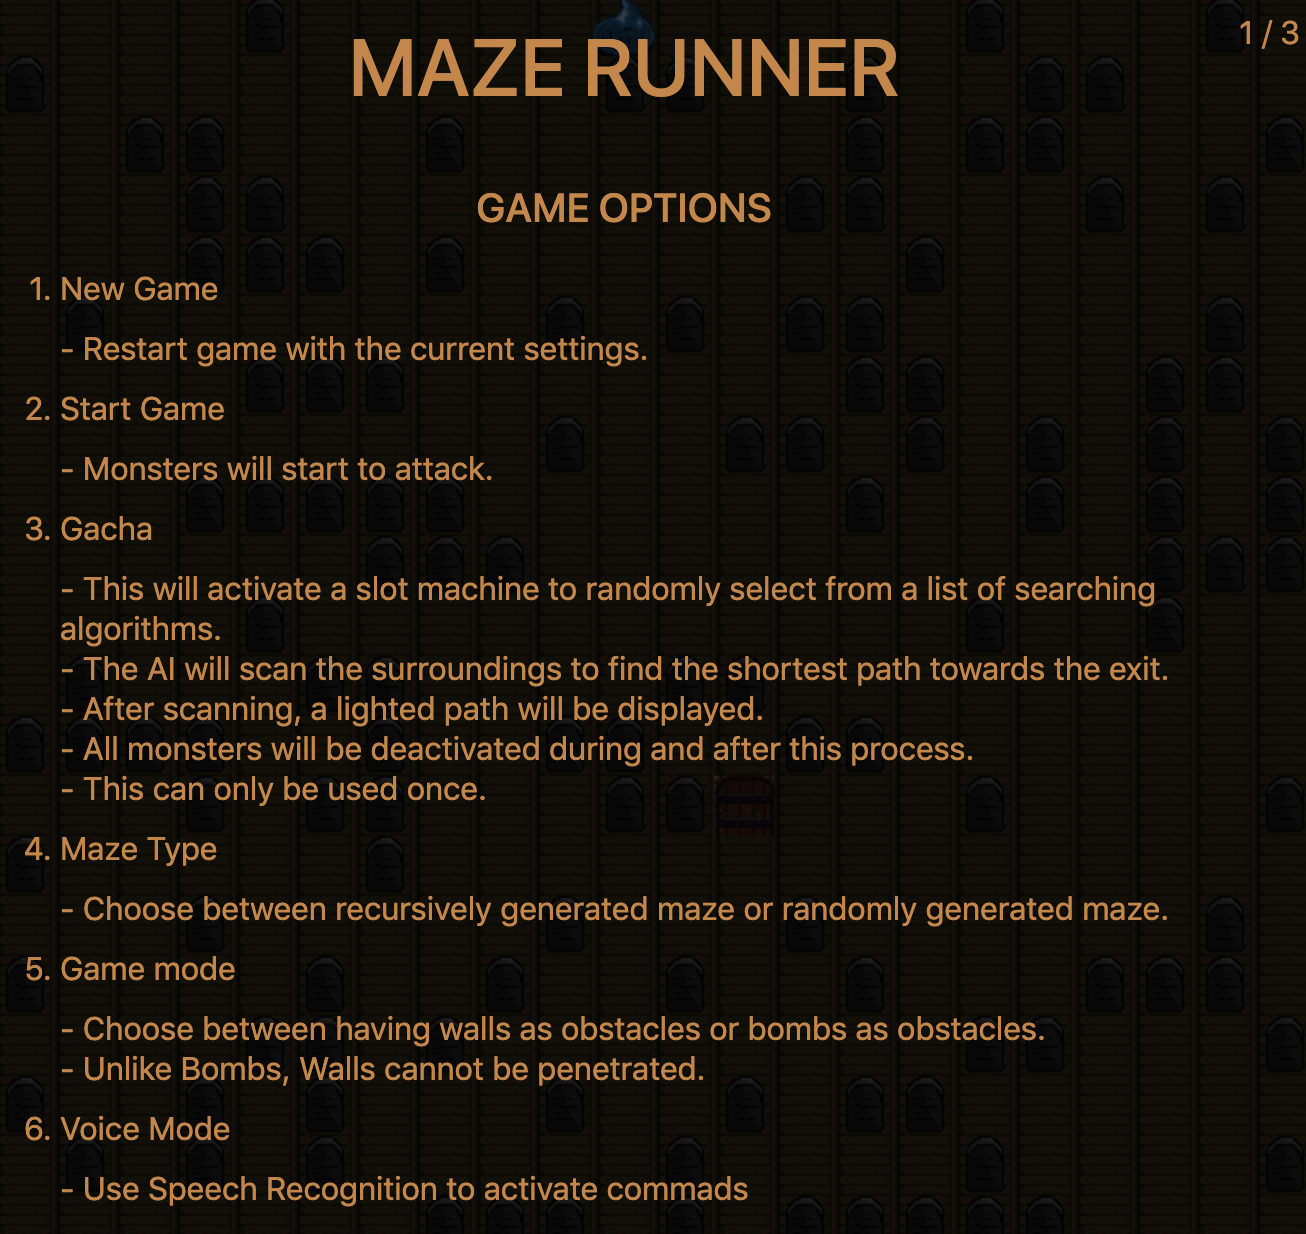 1 / 3
MAZE RUNNER
GAME OPTIONS
1. New Game
- Restart game with the current settings.
2. Start Game
- Monsters will start to attack.
3. Gacha
- This will activate a slot machine to randomly select from a list of searching
algorithms.
- The AI will scan the surroundings to find the shortest path towards the exit.
- After scanning, a lighted path will be displayed.
- All monsters will be deactivated during and after this process.
- This can only be used once.
4. Maze Type
- Choose between recursively generated maze or randomly generated maze.
5. Game mode
- Choose between having walls as obstacles or bombs as obstacles.
- Unlike Bombs, Walls cannot be penetrated.
6. Voice Mode
- Use Speech Recognition to activate commads